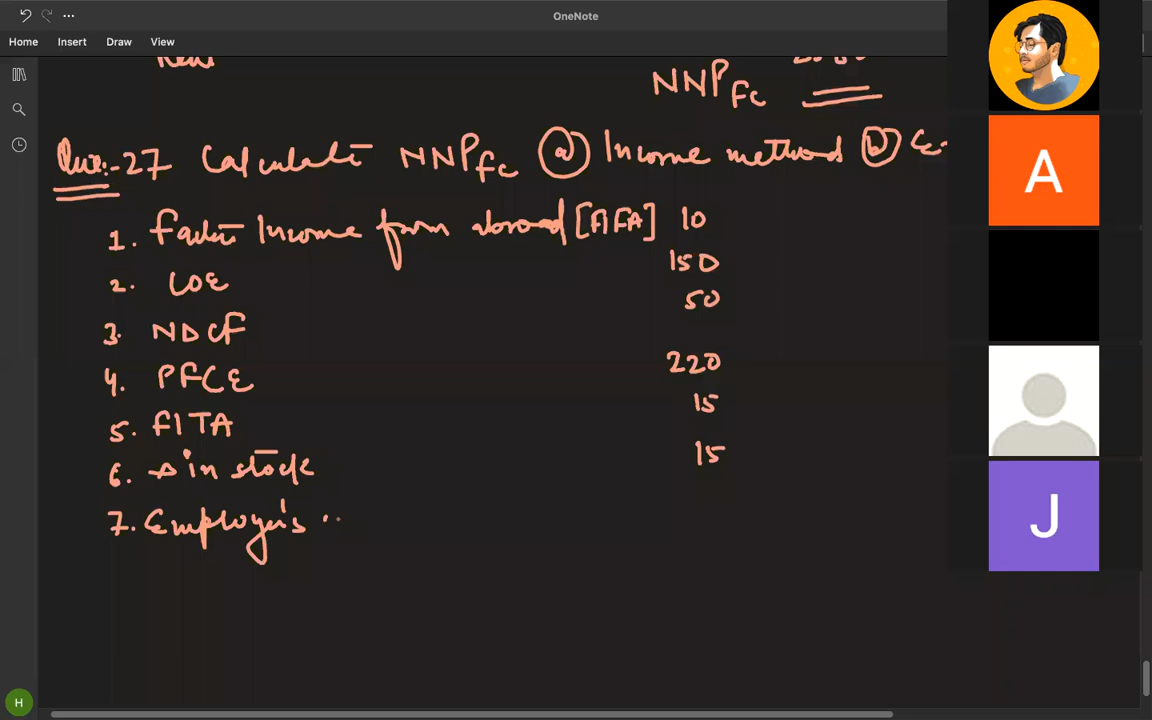 OneNote
Home Insert Draw View
NNPFC
Que:-27 Calculate NNPFC (a) Income method (b) E
1. Factor Income from abroad [FIFA] 10
2. COE 150
3. NDCF 50
4. PFCE 220
5. FITA 15
6. Δ in stock 15
7. Employer's
A
J
H